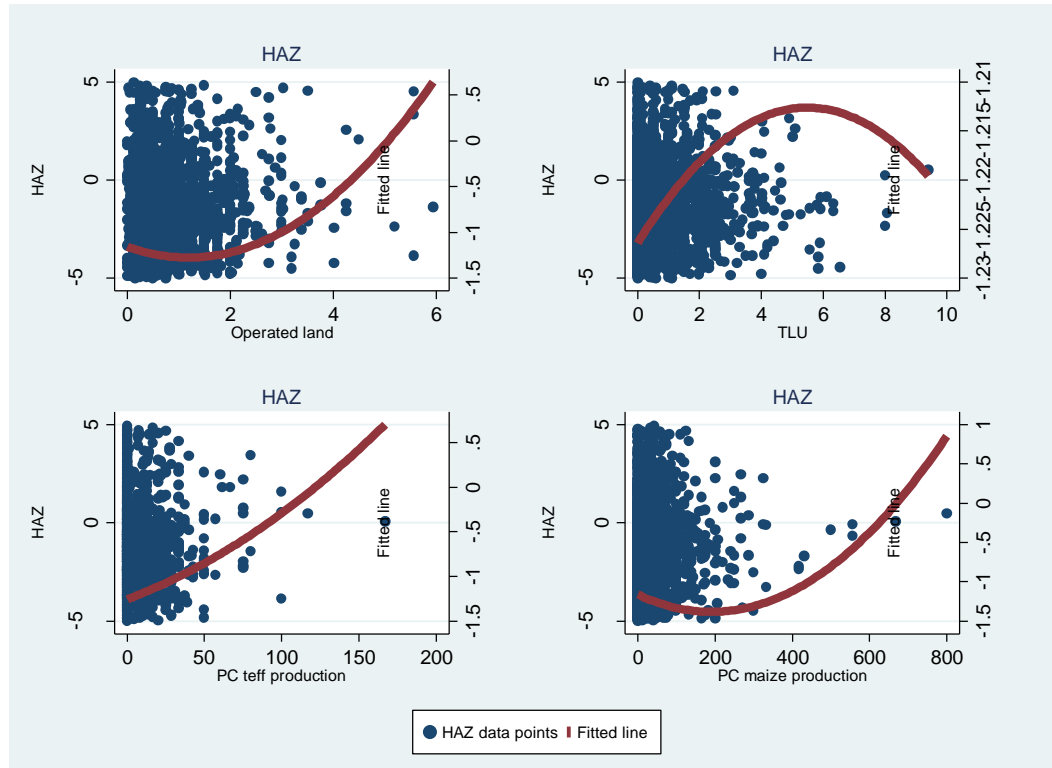 HAZ
HAZ
5
0
-5
HAZ
.5
0
-.5
-1
-1.5
Fitted line
0 2 4 6
Operated land
HAZ
HAZ
5
0
-5
-1.21
-1.215
-1.22
-1.225
-1.23
Fitted line
0 2 4 6 8 10
TLU
HAZ
HAZ
5
0
-5
.5
0
-.5
-1
-1.5
Fitted line
0 50 100 150 200
PC teff production
HAZ
5
0
-5
HAZ
1
.5
0
-.5
-1
-1.5
Fitted line
0 200 400 600 800
PC maize production
HAZ data points Fitted line